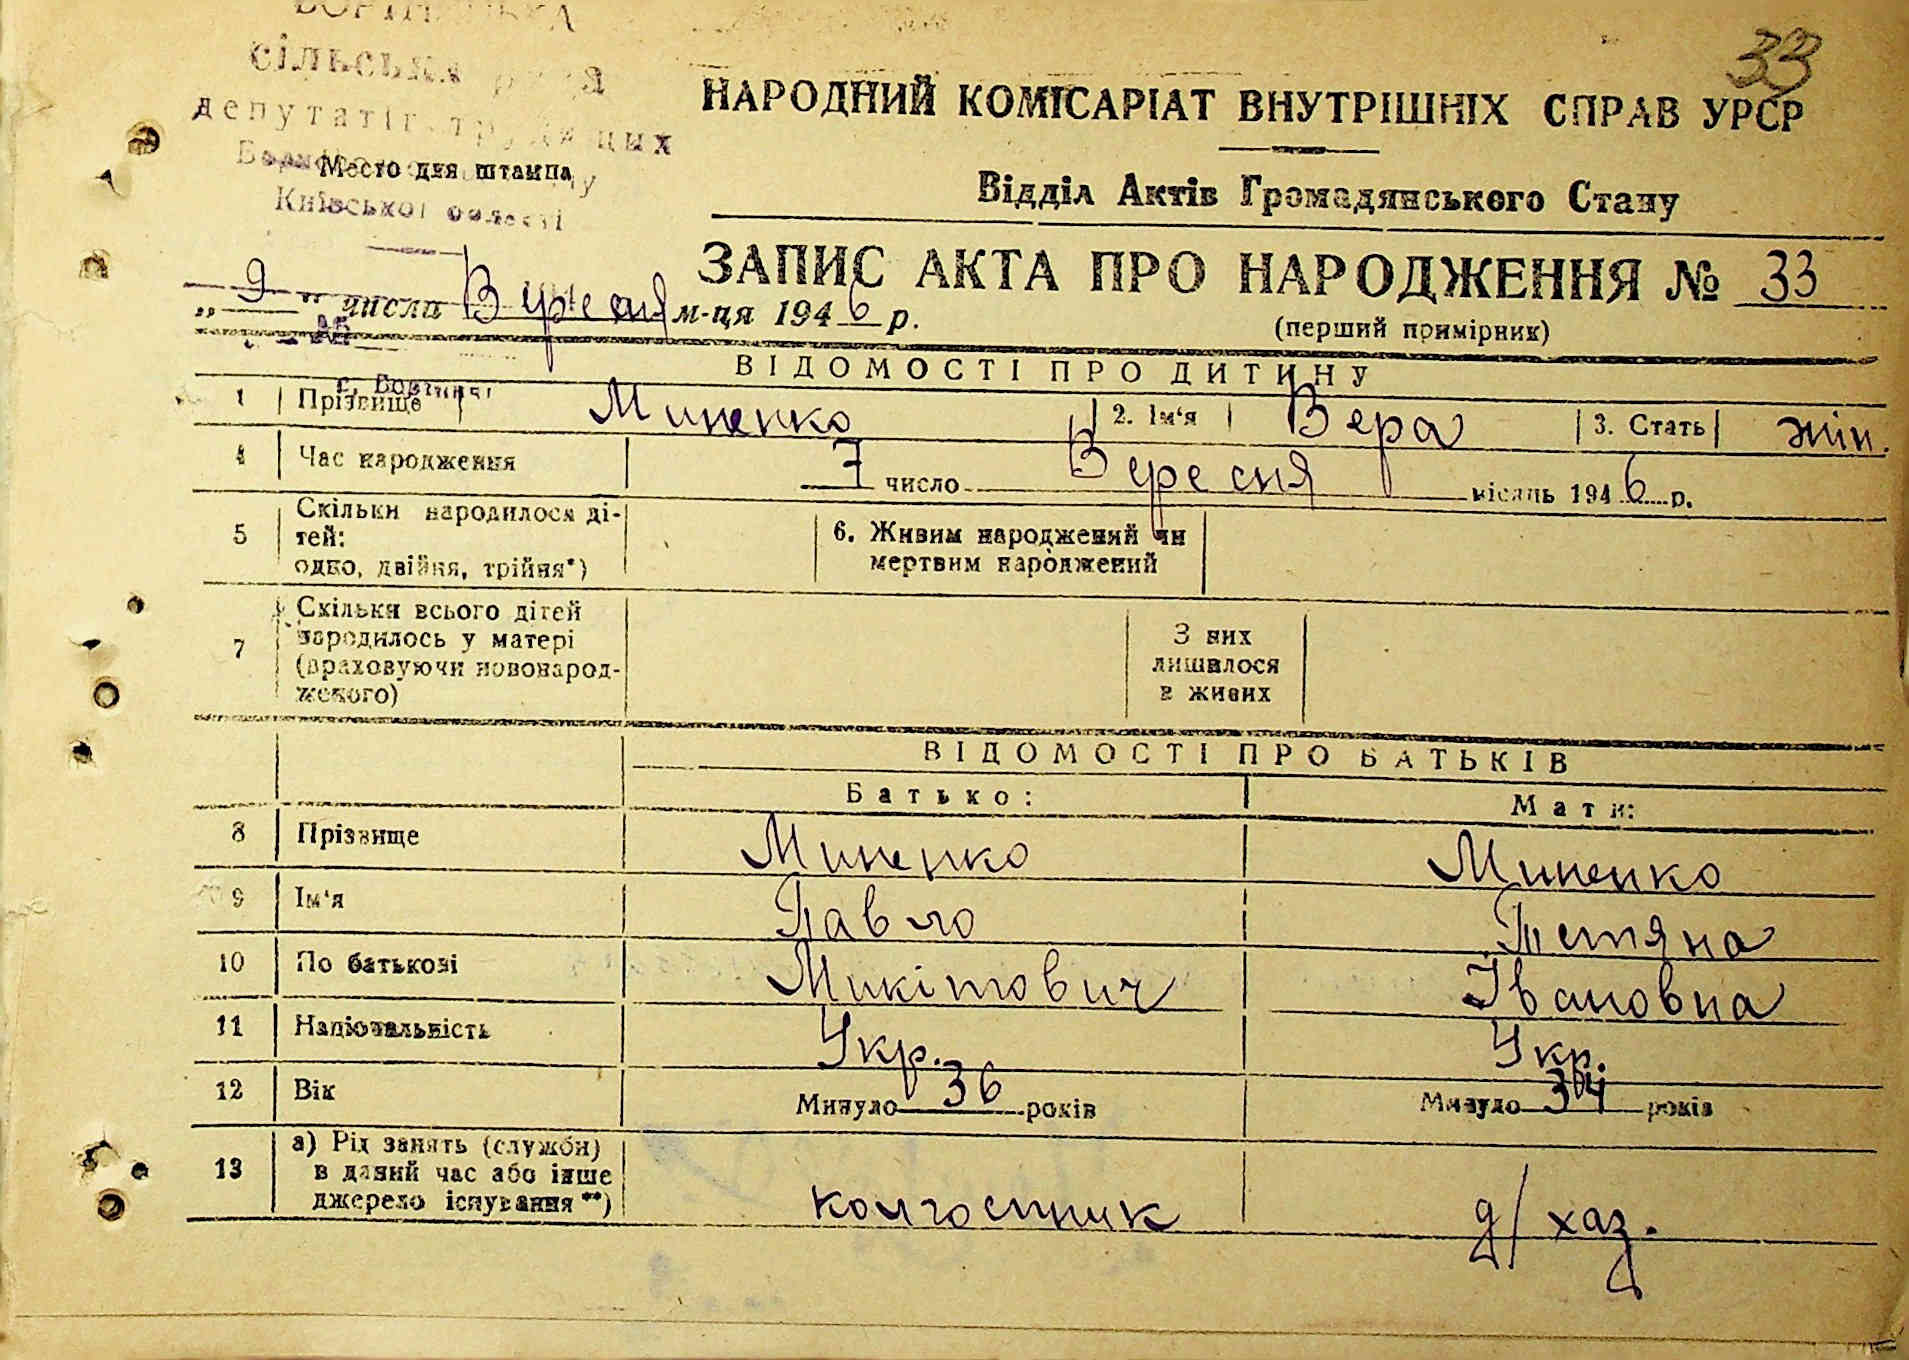 33
сільська рада
депутатів трудящих
Место для штампа
Київської області
НАРОДНИЙ КОМІСАРІАТ ВНУТРІШНІХ СПРАВ УРСР
Відділ Актів Громадянського Стану
ЗАПИС АКТА ПРО НАРОДЖЕННЯ № 33
(перший примірник)
„ 9 " числа Вересня м-ця 1946 р.
ВІДОМОСТІ ПРО ДИТИНУ
1 Прізвище Миненко 2. Ім'я Вера 3. Стать жін.
4 Час народження 7 число Вересня місяць 1946 р.
5 Скільки народилося ді-
тей:
одно, двійня, трійня*)
6. Живим народжений чи
мертвим народжений
7 Скільки всього дітей
народилось у матері
(враховуючи новонарод-
женого)
З них
лишилося
в живих
ВІДОМОСТІ ПРО БАТЬКІВ
Батько: Мати:
8 Прізвище Миненко Миненко
9 Ім'я Павло Тетяна
10 По батькові Микітович Івановна
11 Національність Укр. Укр.
12 Вік Минуло 36 років Минуло 34 років
13 а) Рід занять (служби)
в даний час або інше
джерело існування**)
колгоспник д/хаз.